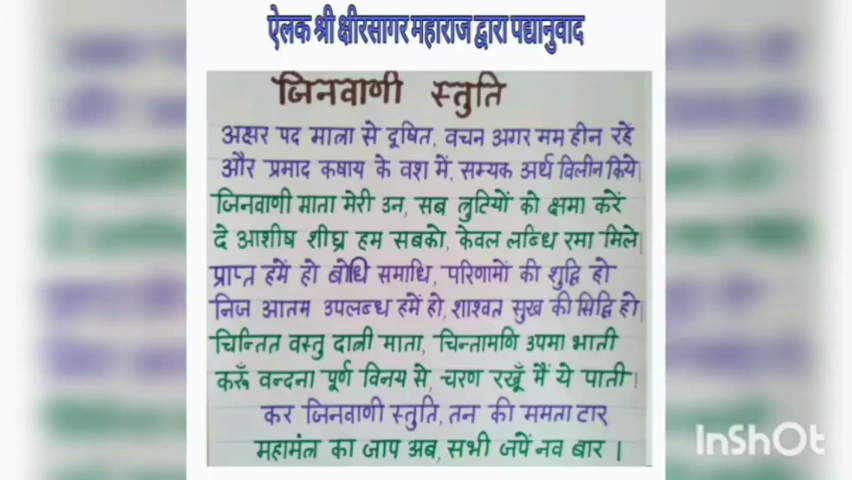 ऐलक श्री क्षीरसागर महाराज द्वारा पद्यानुवाद
जिनवाणी स्तुति
अक्षर पद मात्रा से दूषित, वचन अगर मम हीन रहें
और प्रमाद कषाय के वश में, सम्यक अर्थ विलीन किये।
जिनवाणी माता मेरी उन, सब त्रुटियों को क्षमा करें
दे आशीष शीघ्र हम सबको, केवल लब्धि रमा मिले।
प्राप्त हमें हो बोधि समाधि, परिणामों की शुद्धि हो
निज आतम उपलब्ध हमें हो, शाश्वत सुख की सिद्धि हो।
चिन्तित वस्तु दात्री माता, चिन्तामणि उपमा भाती
करूँ वन्दना पूर्ण विनय से, चरण रखूँ मैं ये पाती।
कर जिनवाणी स्तुति, तन की ममता टार
महामंत्र का जाप अब, सभी जपें नव बार।
InShOt